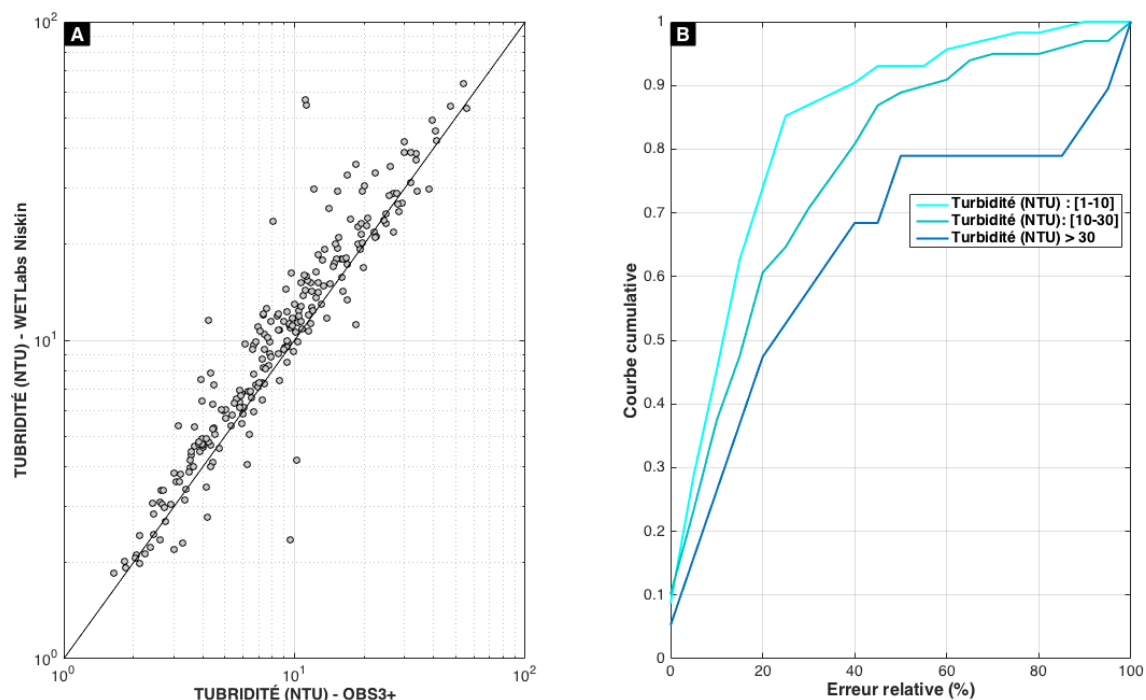 A
TUBRIDITÉ (NTU) - WETLabs Niskin
10²
10¹
10⁰
10⁰
10¹
10²
TUBRIDITÉ (NTU) - OBS3+
B
Courbe cumulative
1
0.9
0.8
0.7
0.6
0.5
0.4
0.3
0.2
0.1
0
Turbidité (NTU) : [1-10]
Turbidité (NTU): [10-30]
Turbidité (NTU) > 30
0
20
40
60
80
100
Erreur relative (%)